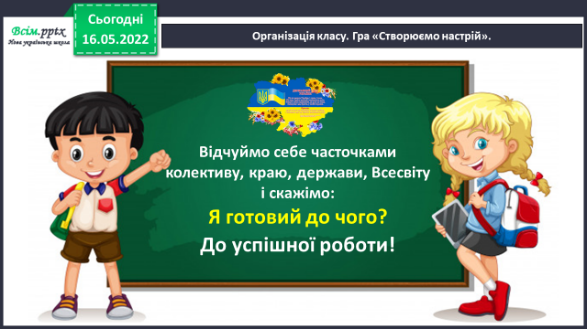 Всім.pptx
Нова українська школа
Сьогодні
16.05.2022
Організація класу. Гра «Створюємо настрій».
Відчуймо себе часточками
колективу, краю, держави, Всесвіту
і скажімо:
Я готовий до чого?
До успішної роботи!